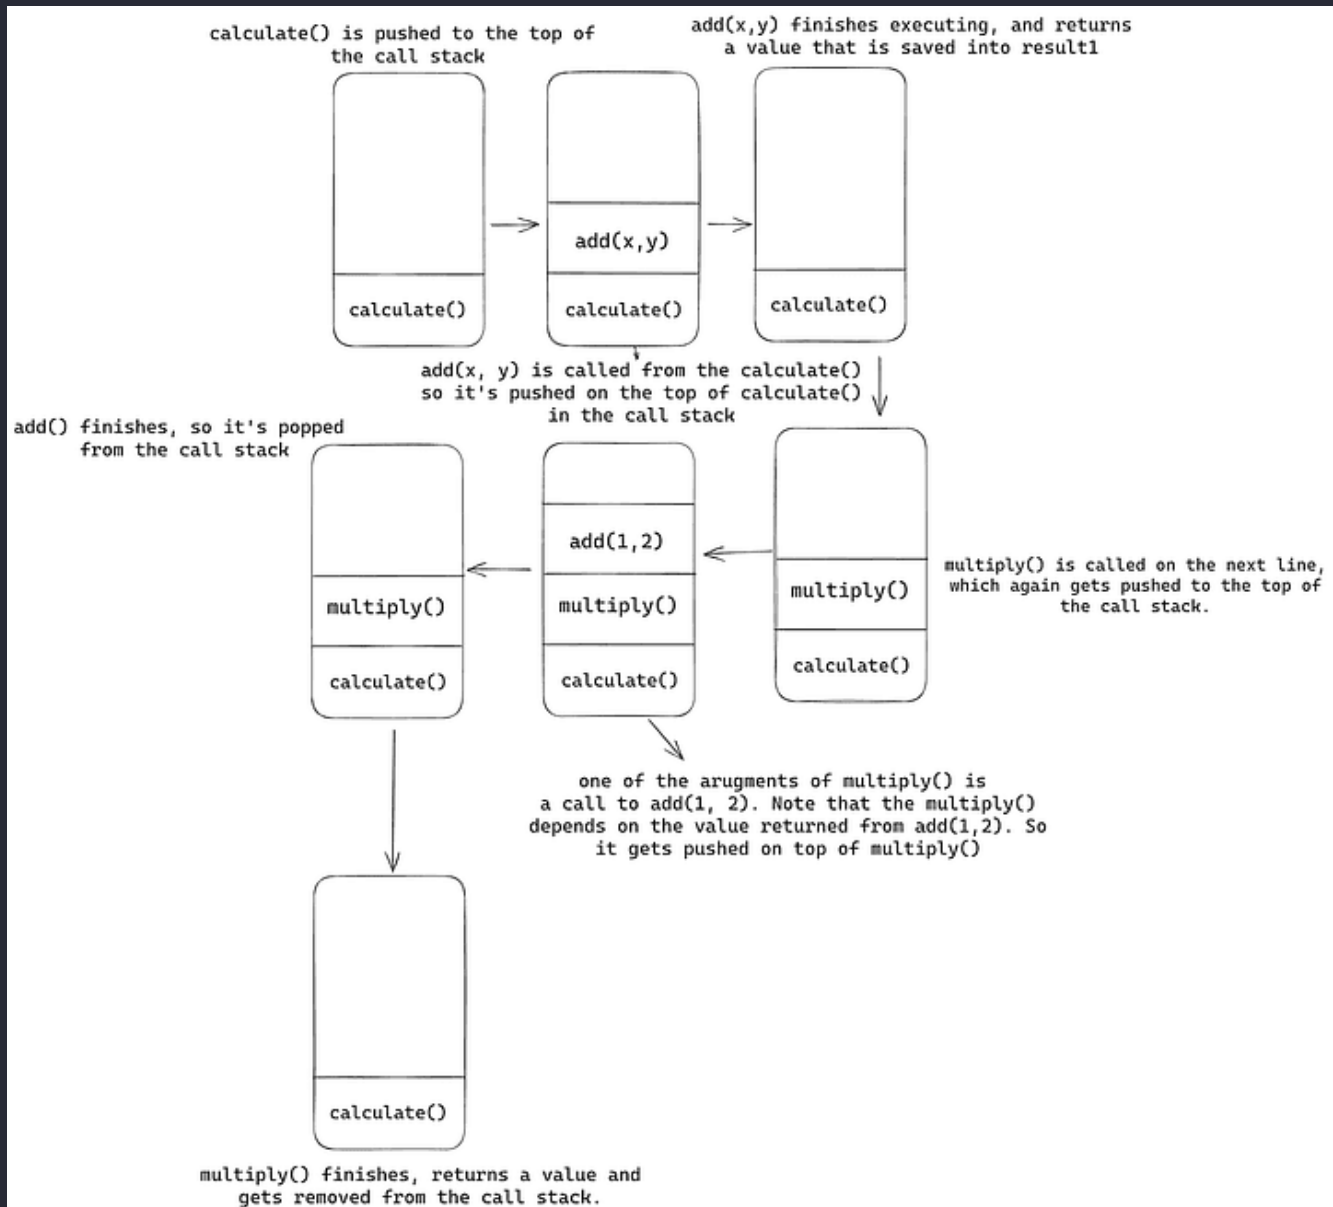 calculate() is pushed to the top of
the call stack
add(x,y) finishes executing, and returns
a value that is saved into result1
calculate()
add(x,y)
calculate()
calculate()
add(x, y) is called from the calculate()
so it's pushed on the top of calculate()
in the call stack
multiply()
calculate()
multiply() is called on the next line,
which again gets pushed to the top of
the call stack.
add(1,2)
multiply()
calculate()
one of the arugments of multiply() is
a call to add(1, 2). Note that the multiply()
depends on the value returned from add(1,2). So
it gets pushed on top of multiply()
add() finishes, so it's popped
from the call stack
multiply()
calculate()
calculate()
multiply() finishes, returns a value and
gets removed from the call stack.